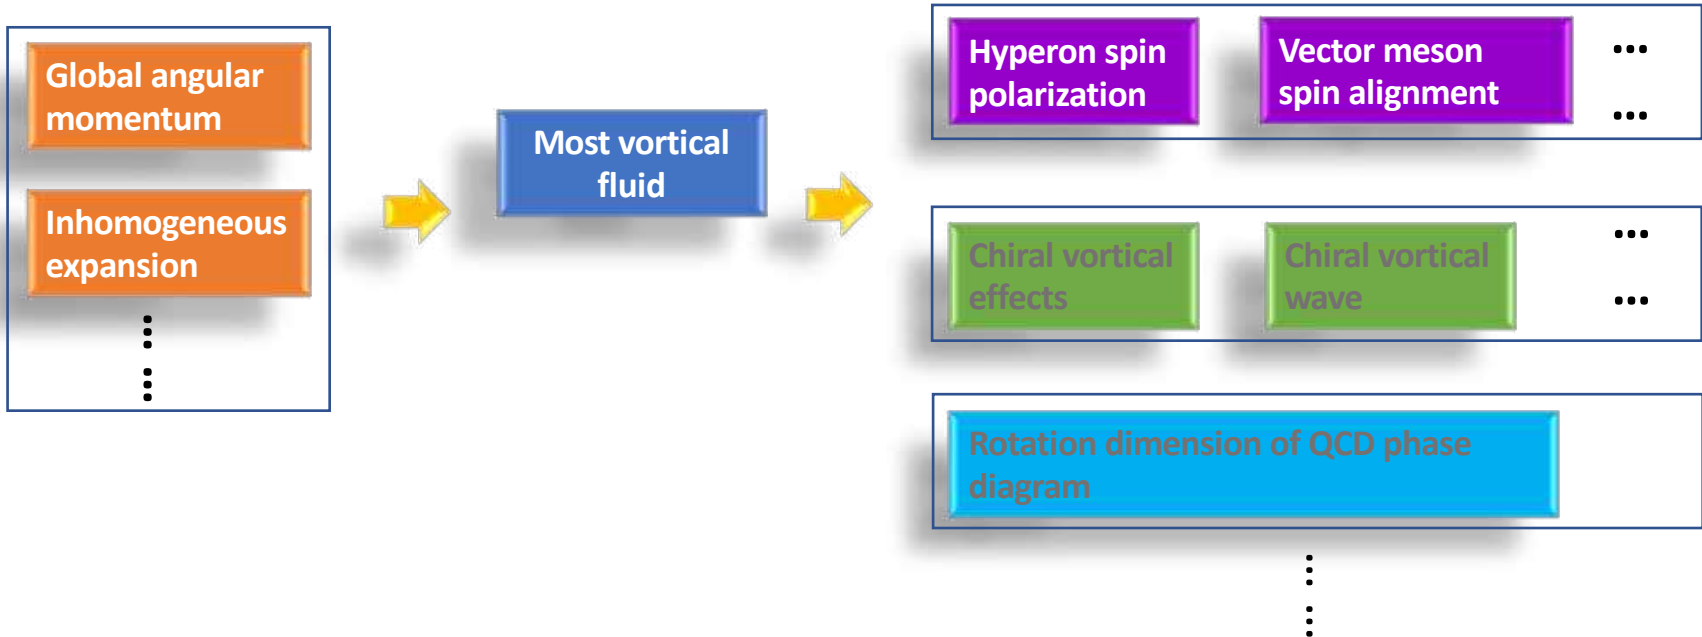 Global angular
momentum
Inhomogeneous
expansion
Most vortical
fluid
Hyperon spin
polarization
Vector meson
spin alignment
...
...
Chiral vortical
effects
Chiral vortical
wave
...
...
Rotation dimension of QCD phase
diagram